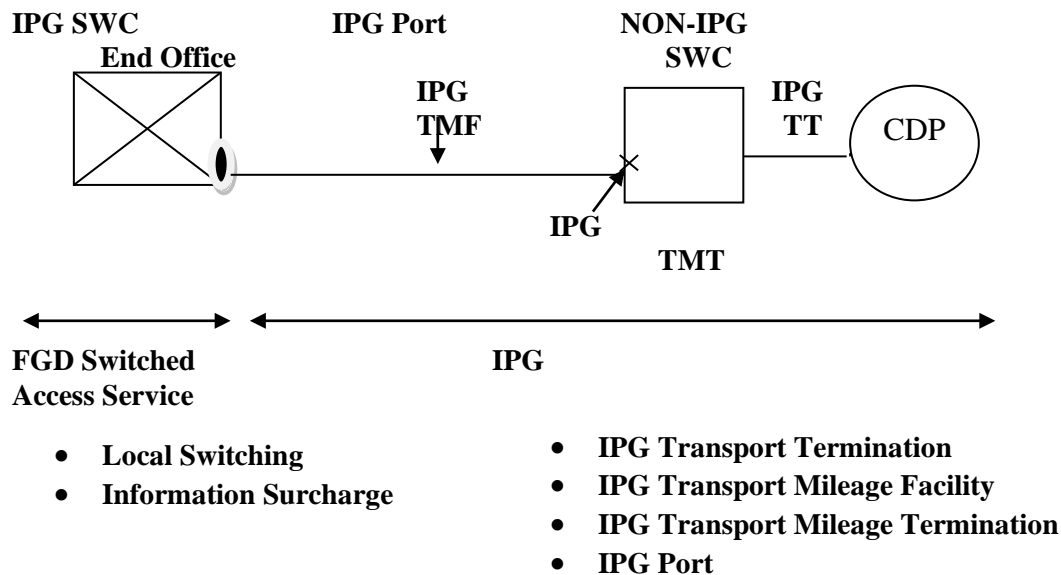 IPG SWC
End Office
IPG Port
NON-IPG
SWC
IPG
TMF
IPG
TT
CDP
IPG
TMT
FGD Switched
Access Service
IPG
• Local Switching
• Information Surcharge
• IPG Transport Termination
• IPG Transport Mileage Facility
• IPG Transport Mileage Termination
• IPG Port